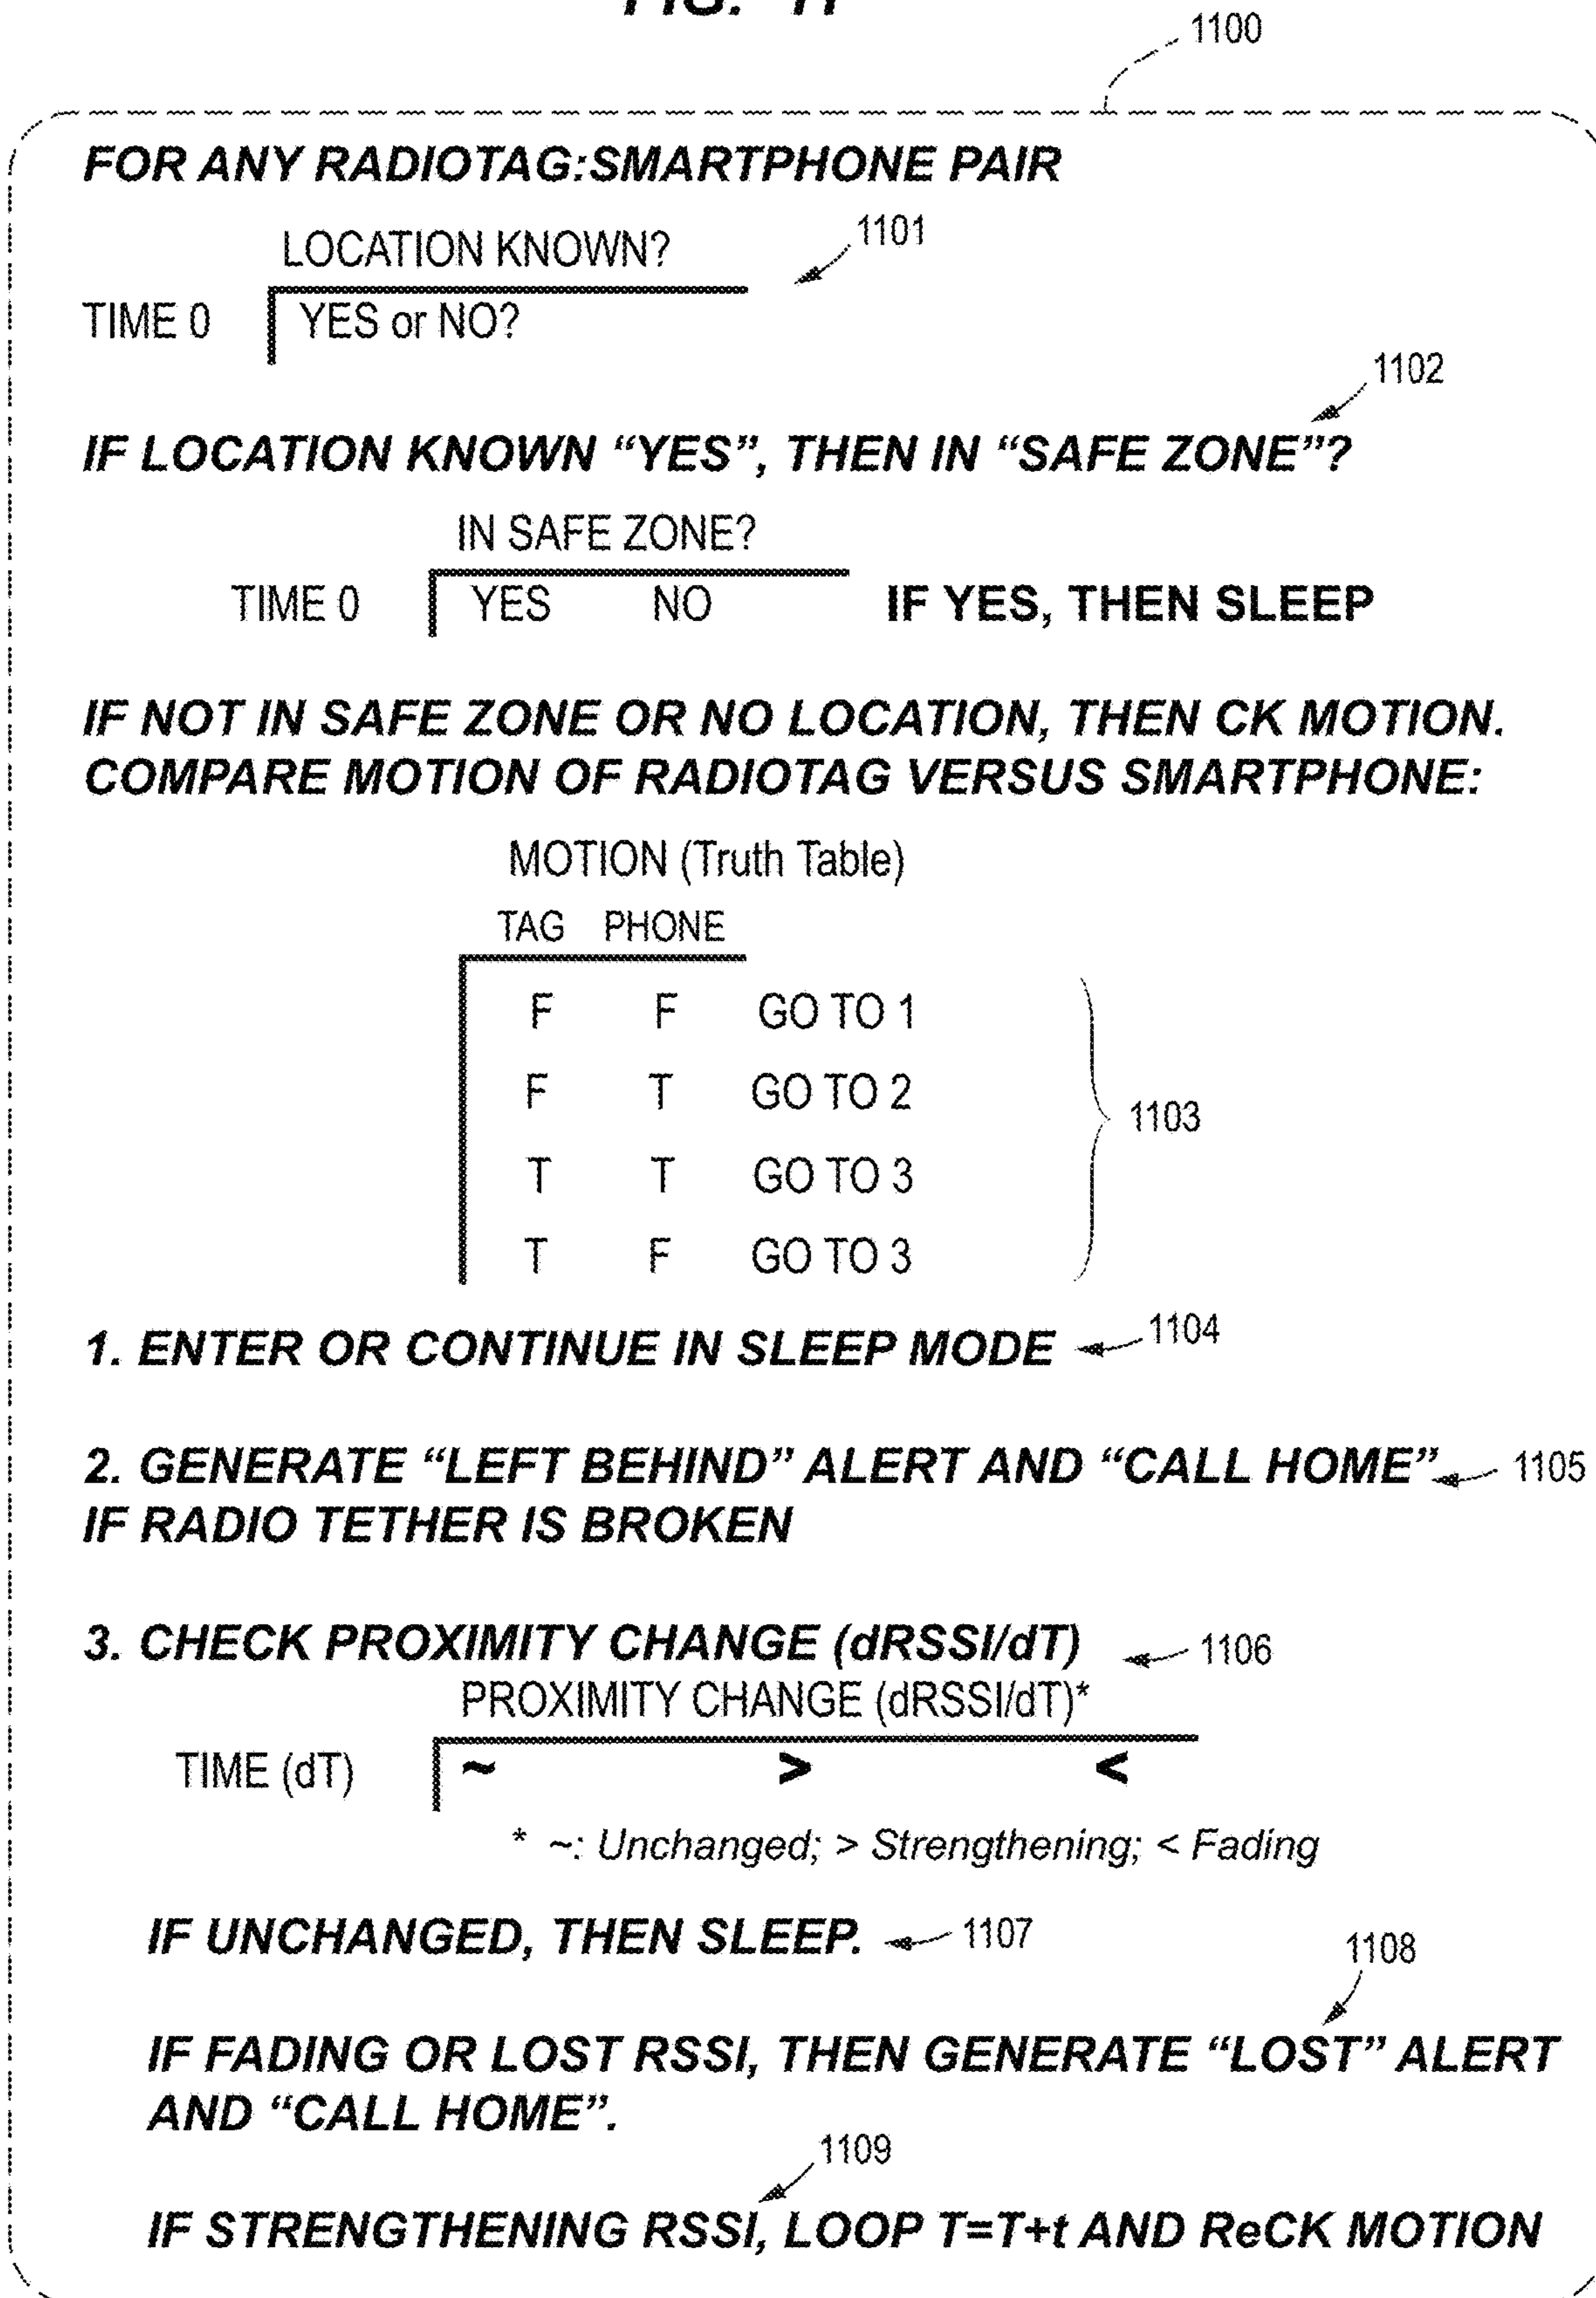 FIG. 11
1100
FOR ANY RADIOTAG:SMARTPHONE PAIR
LOCATION KNOWN?
1101
TIME 0 YES or NO?
1102
IF LOCATION KNOWN “YES”, THEN IN “SAFE ZONE”?
IN SAFE ZONE?
TIME 0 YES NO IF YES, THEN SLEEP
IF NOT IN SAFE ZONE OR NO LOCATION, THEN CK MOTION.
COMPARE MOTION OF RADIOTAG VERSUS SMARTPHONE:
MOTION (Truth Table)
TAG PHONE
F F GO TO 1
F T GO TO 2
1103
T T GO TO 3
T F GO TO 3
1. ENTER OR CONTINUE IN SLEEP MODE 1104
2. GENERATE “LEFT BEHIND” ALERT AND “CALL HOME” 1105
IF RADIO TETHER IS BROKEN
3. CHECK PROXIMITY CHANGE (dRSSI/dT) 1106
PROXIMITY CHANGE (dRSSI/dT)*
TIME (dT) ~ > <
* ~: Unchanged; > Strengthening; < Fading
IF UNCHANGED, THEN SLEEP. 1107
1108
IF FADING OR LOST RSSI, THEN GENERATE “LOST” ALERT
AND “CALL HOME”.
1109
IF STRENGTHENING RSSI, LOOP T=T+t AND ReCK MOTION